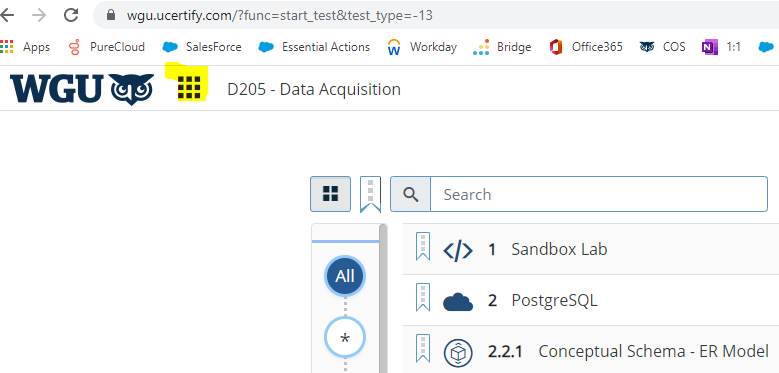 wgu.ucertify.com/?func=start_test&test_type=-13
Apps PureCloud SalesForce Essential Actions Workday Bridge Office365 COS 1:1
WGU D205 - Data Acquisition
Search
All
1 Sandbox Lab
2 PostgreSQL
*
2.2.1 Conceptual Schema - ER Model